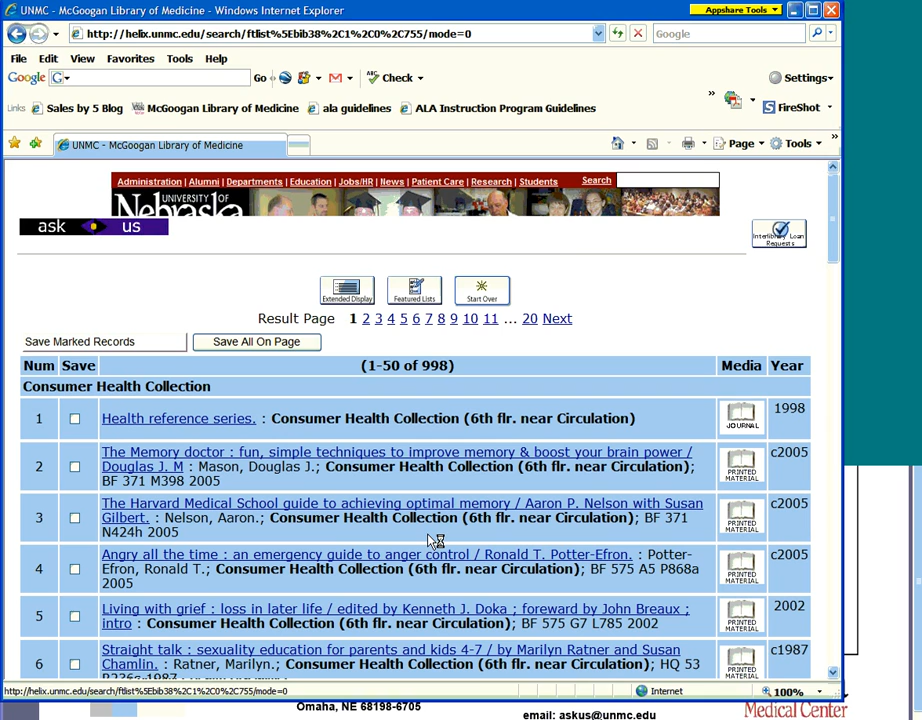 UNMC - McGoogan Library of Medicine - Windows Internet Explorer
Appshare Tools
http://helix.unmc.edu/search/ftlist%5Ebib38%2C1%2C0%2C755/mode=0
Google
File Edit View Favorites Tools Help
Google G Go Check Settings
Links Sales by 5 Blog McGoogan Library of Medicine ala guidelines ALA Instruction Program Guidelines » FireShot
UNMC - McGoogan Library of Medicine Page Tools »
Administration | Alumni | Departments | Education | Jobs/HR | News | Patient Care | Research | Students Search
UNIVERSITY OF
Nebraska
ask us
Interlibrary Loan
Requests
Extended Display Featured Lists Start Over
Result Page 1 2 3 4 5 6 7 8 9 10 11 ... 20 Next
Save Marked Records Save All On Page
Num Save (1-50 of 998) Media Year
Consumer Health Collection
1 Health reference series. : Consumer Health Collection (6th flr. near Circulation) JOURNAL 1998
2 The Memory doctor : fun, simple techniques to improve memory & boost your brain power / PRINTED MATERIAL c2005
Douglas J. M : Mason, Douglas J.; Consumer Health Collection (6th flr. near Circulation);
BF 371 M398 2005
3 The Harvard Medical School guide to achieving optimal memory / Aaron P. Nelson with Susan PRINTED MATERIAL c2005
Gilbert. : Nelson, Aaron.; Consumer Health Collection (6th flr. near Circulation); BF 371
N424h 2005
4 Angry all the time : an emergency guide to anger control / Ronald T. Potter-Efron. : Potter- PRINTED MATERIAL c2005
Efron, Ronald T.; Consumer Health Collection (6th flr. near Circulation); BF 575 A5 P868a
2005
5 Living with grief : loss in later life / edited by Kenneth J. Doka ; foreword by John Breaux ; PRINTED MATERIAL 2002
intro : Consumer Health Collection (6th flr. near Circulation); BF 575 G7 L785 2002
6 Straight talk : sexuality education for parents and kids 4-7 / by Marilyn Ratner and Susan PRINTED MATERIAL c1987
Chamlin. : Ratner, Marilyn.; Consumer Health Collection (6th flr. near Circulation); HQ 53
http://helix.unmc.edu/search/ftlist%5Ebib38%2C1%2C0%2C755/mode=0 Internet 100%
Omaha, NE 68198-6705
email: askus@unmc.edu
Medical Center